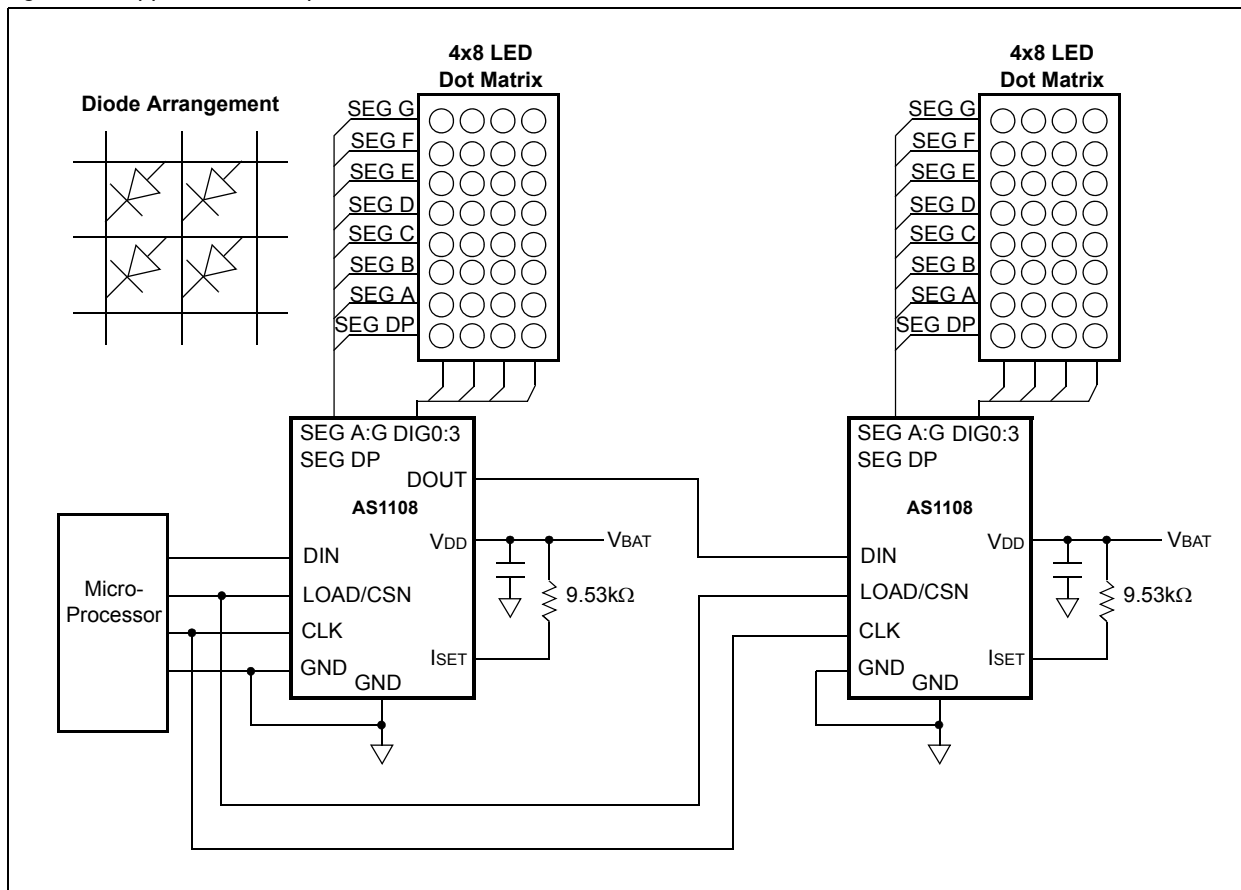 4x8 LED
Dot Matrix
4x8 LED
Dot Matrix
Diode Arrangement
SEG G
SEG F
SEG E
SEG D
SEG C
SEG B
SEG A
SEG DP
SEG G
SEG F
SEG E
SEG D
SEG C
SEG B
SEG A
SEG DP
SEG A:G DIG0:3
SEG DP
DOUT
AS1108
VDD
VBAT
DIN
LOAD/CSN
9.53kΩ
CLK
ISET
GND
GND
Micro-
Processor
SEG A:G DIG0:3
SEG DP
AS1108
VDD
VBAT
DIN
LOAD/CSN
9.53kΩ
CLK
ISET
GND
GND